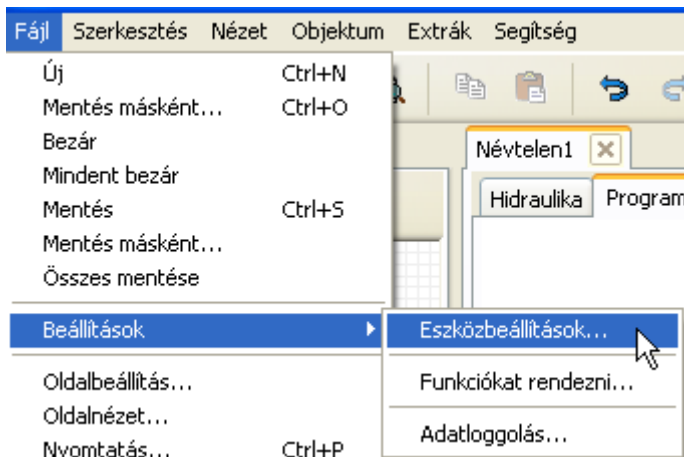 Fájl Szerkesztés Nézet Objektum Extrák Segítség
Új Ctrl+N
Mentés másként... Ctrl+O
Bezár
Mindent bezár
Mentés Ctrl+S
Mentés másként...
Összes mentése
Beállítások
Oldalbeállítás...
Oldalnézet...
Nyomtatás... Ctrl+P
Névtelen1
Hidraulika Program
Eszközbeállítások...
Funkciókat rendezni...
Adatloggolás...